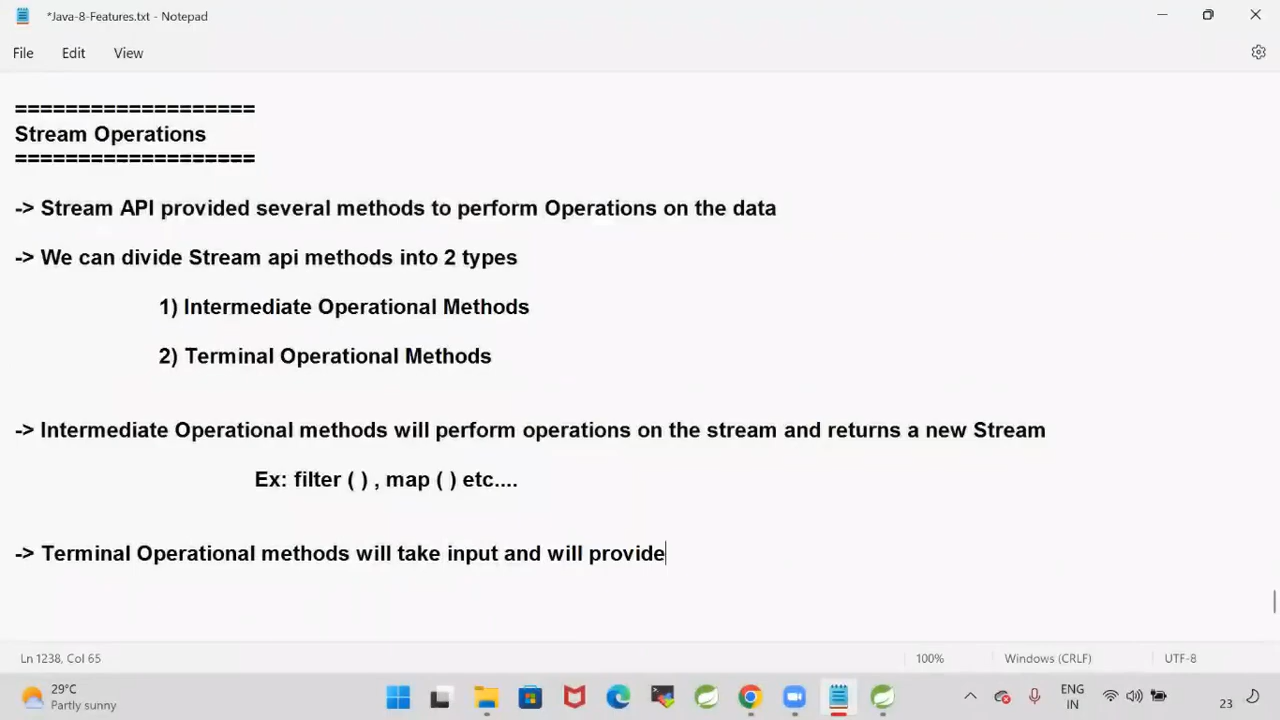 *Java-8-Features.txt - Notepad
File Edit View
===================
Stream Operations
===================
-> Stream API provided several methods to perform Operations on the data
-> We can divide Stream api methods into 2 types
1) Intermediate Operational Methods
2) Terminal Operational Methods
-> Intermediate Operational methods will perform operations on the stream and returns a new Stream
Ex: filter ( ) , map ( ) etc....
-> Terminal Operational methods will take input and will provide
Ln 1238, Col 65 100% Windows (CRLF) UTF-8
29°C
Partly sunny
ENG
IN
23